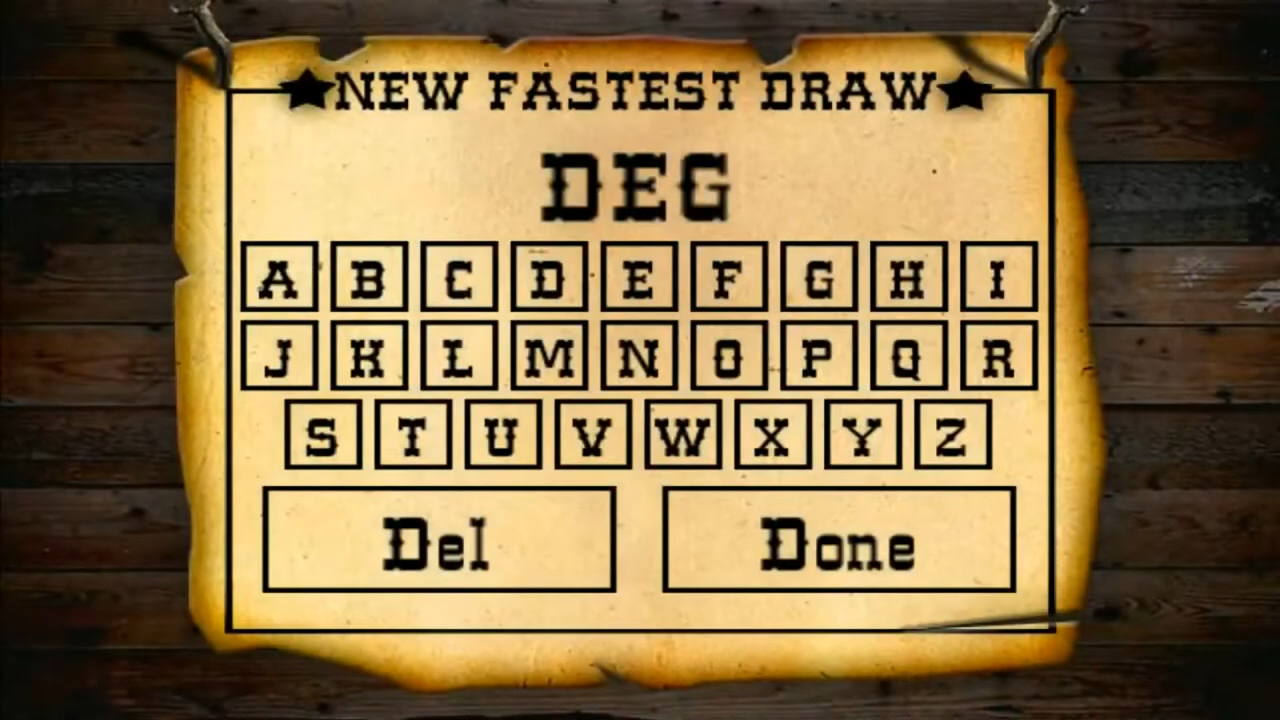 NEW FASTEST DRAW
DEG
A B C D E F G H I
J K L M N O P Q R
S T U V W X Y Z
Del Done